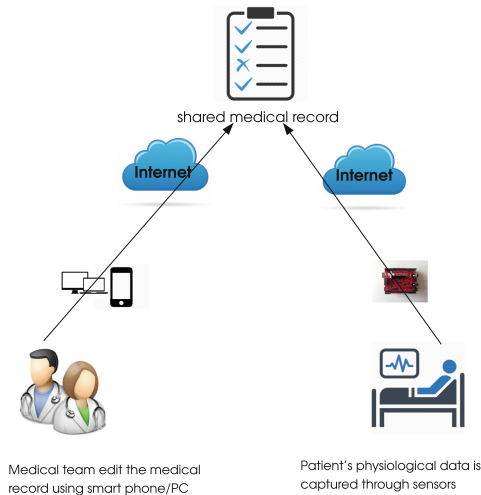 shared medical record
Internet
Internet
Medical team edit the medical
record using smart phone/PC
Patient's physiological data is
captured through sensors